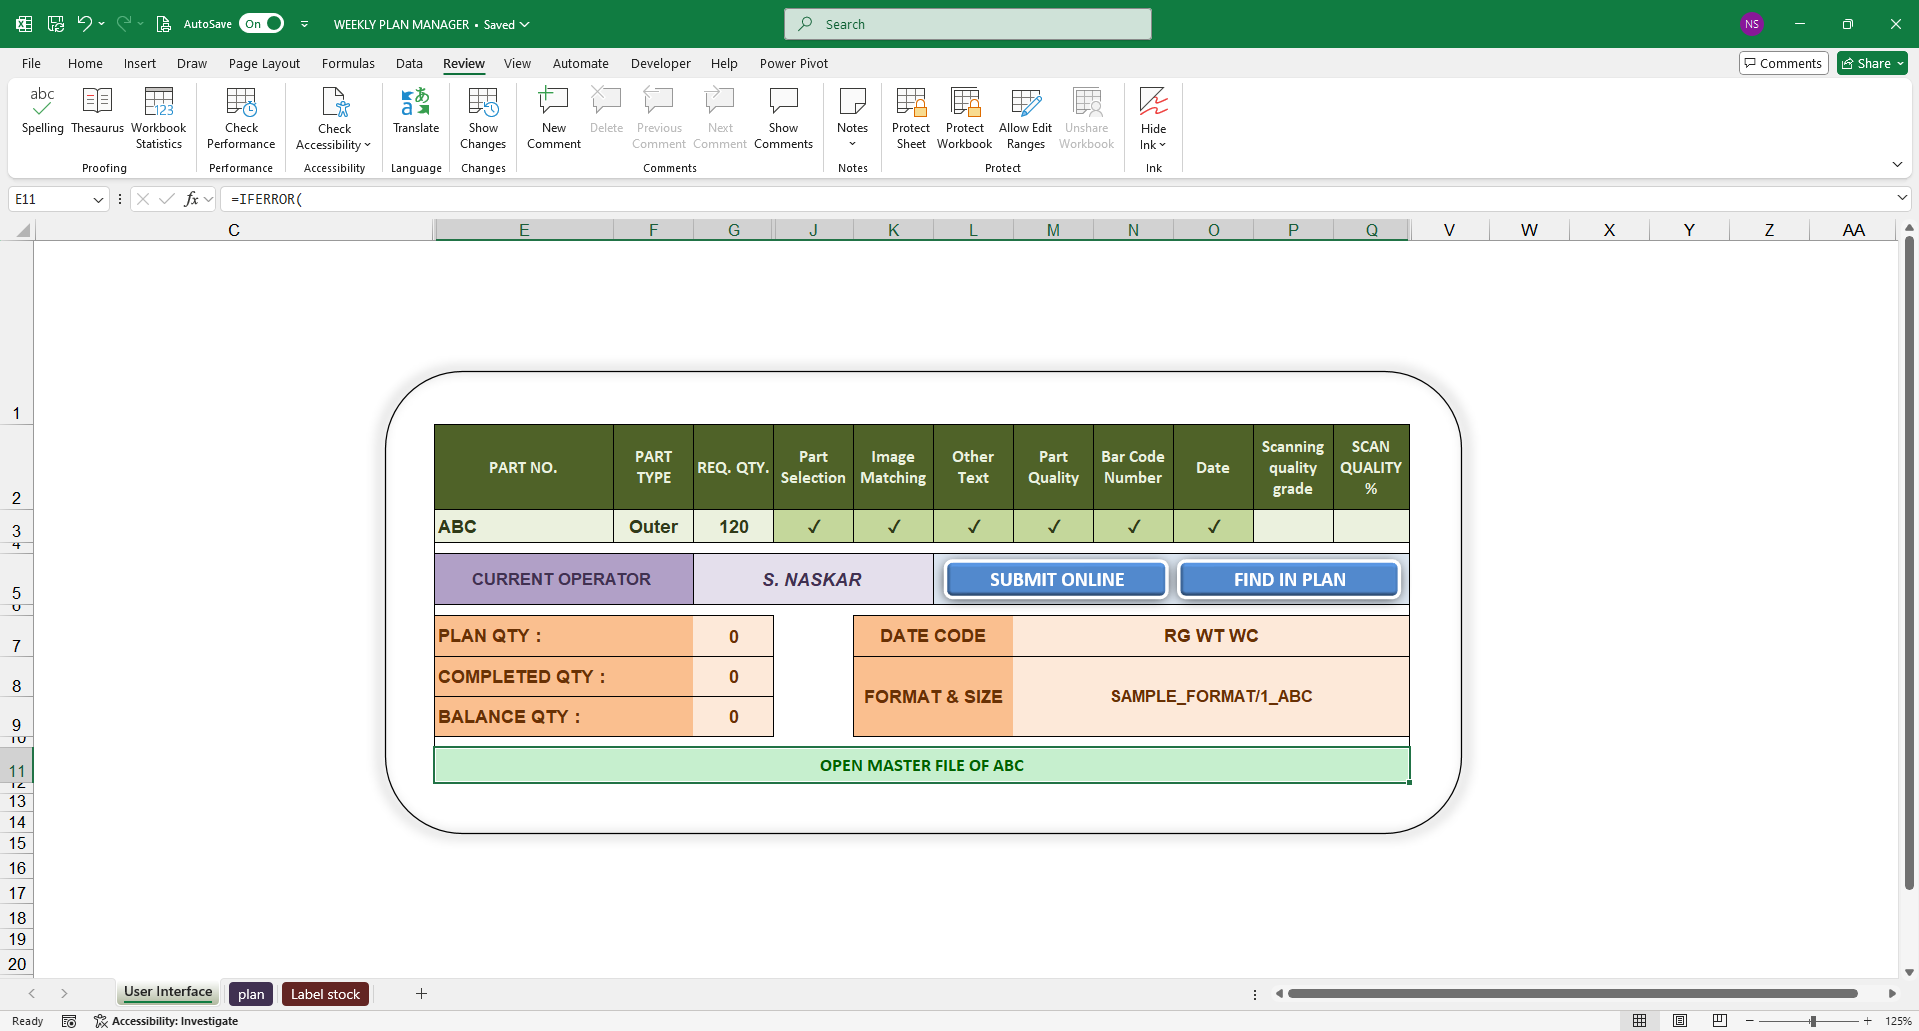 AutoSave On WEEKLY PLAN MANAGER • Saved Search NS
File Home Insert Draw Page Layout Formulas Data Review View Automate Developer Help Power Pivot Comments Share
abc
Spelling Thesaurus Workbook Statistics
Check Performance
Check Accessibility
Translate
Show Changes
New Comment Delete Previous Comment Next Comment Show Comments
Notes
Protect Sheet Protect Workbook Allow Edit Ranges Unshare Workbook
Hide Ink
Proofing Performance Accessibility Language Changes Comments Notes Protect Ink
E11 fx =IFERROR(
C E F G J K L M N O P Q V W X Y Z AA
1
2 PART NO. PART TYPE REQ. QTY. Part Selection Image Matching Other Text Part Quality Bar Code Number Date Scanning quality grade SCAN QUALITY %
3 ABC Outer 120 ✓ ✓ ✓ ✓ ✓ ✓
4
5 CURRENT OPERATOR S. NASKAR SUBMIT ONLINE FIND IN PLAN
6
7 PLAN QTY : 0 DATE CODE RG WT WC
8 COMPLETED QTY : 0 FORMAT & SIZE SAMPLE_FORMAT/1_ABC
9 BALANCE QTY : 0
10
11 OPEN MASTER FILE OF ABC
12
13
14
15
16
17
18
19
20
User Interface plan Label stock
Ready Accessibility: Investigate 125%